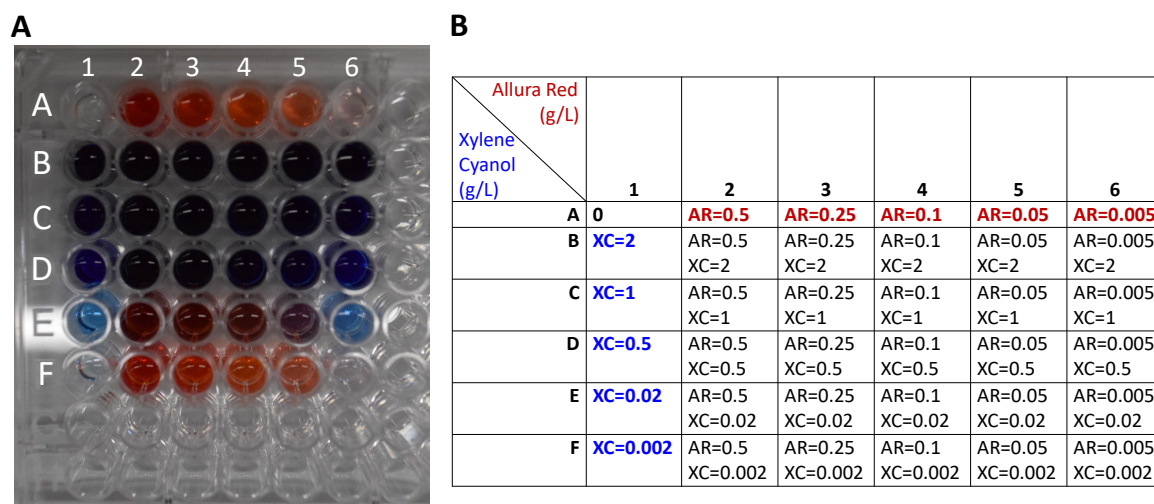 A
1 2 3 4 5 6
A
B
C
D
E
F
B
Allura Red
(g/L)
Xylene
Cyanol
(g/L)
1 2 3 4 5 6
A 0 AR=0.5 AR=0.25 AR=0.1 AR=0.05 AR=0.005
B XC=2 AR=0.5 AR=0.25 AR=0.1 AR=0.05 AR=0.005
XC=2 XC=2 XC=2 XC=2 XC=2
C XC=1 AR=0.5 AR=0.25 AR=0.1 AR=0.05 AR=0.005
XC=1 XC=1 XC=1 XC=1 XC=1
D XC=0.5 AR=0.5 AR=0.25 AR=0.1 AR=0.05 AR=0.005
XC=0.5 XC=0.5 XC=0.5 XC=0.5 XC=0.5
E XC=0.02 AR=0.5 AR=0.25 AR=0.1 AR=0.05 AR=0.005
XC=0.02 XC=0.02 XC=0.02 XC=0.02 XC=0.02
F XC=0.002 AR=0.5 AR=0.25 AR=0.1 AR=0.05 AR=0.005
XC=0.002 XC=0.002 XC=0.002 XC=0.002 XC=0.002